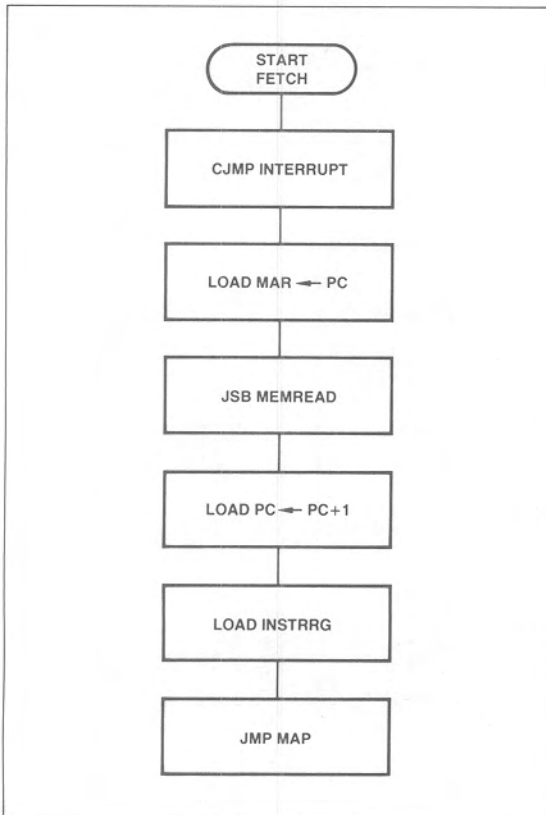 START
FETCH
CJMP INTERRUPT
LOAD MAR ← PC
JSB MEMREAD
LOAD PC ← PC+1
LOAD INSTRRG
JMP MAP